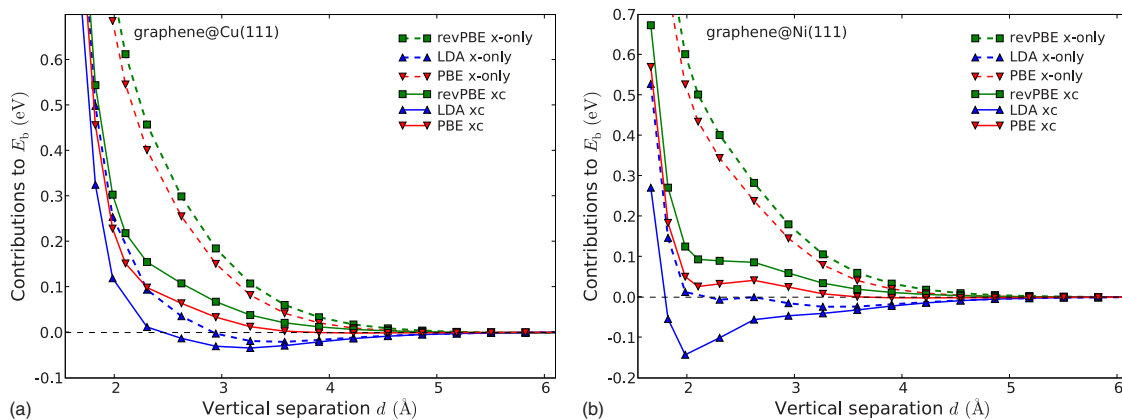 graphene@Cu(111)
revPBE x-only
LDA x-only
PBE x-only
revPBE xc
LDA xc
PBE xc
0.6
0.5
0.4
0.3
0.2
0.1
0.0
-0.1
Contributions to E_b (eV)
2 3 4 5 6
Vertical separation d (Å)
(a)
graphene@Ni(111)
revPBE x-only
LDA x-only
PBE x-only
revPBE xc
LDA xc
PBE xc
0.7
0.6
0.5
0.4
0.3
0.2
0.1
0.0
-0.1
-0.2
Contributions to E_b (eV)
2 3 4 5 6
Vertical separation d (Å)
(b)